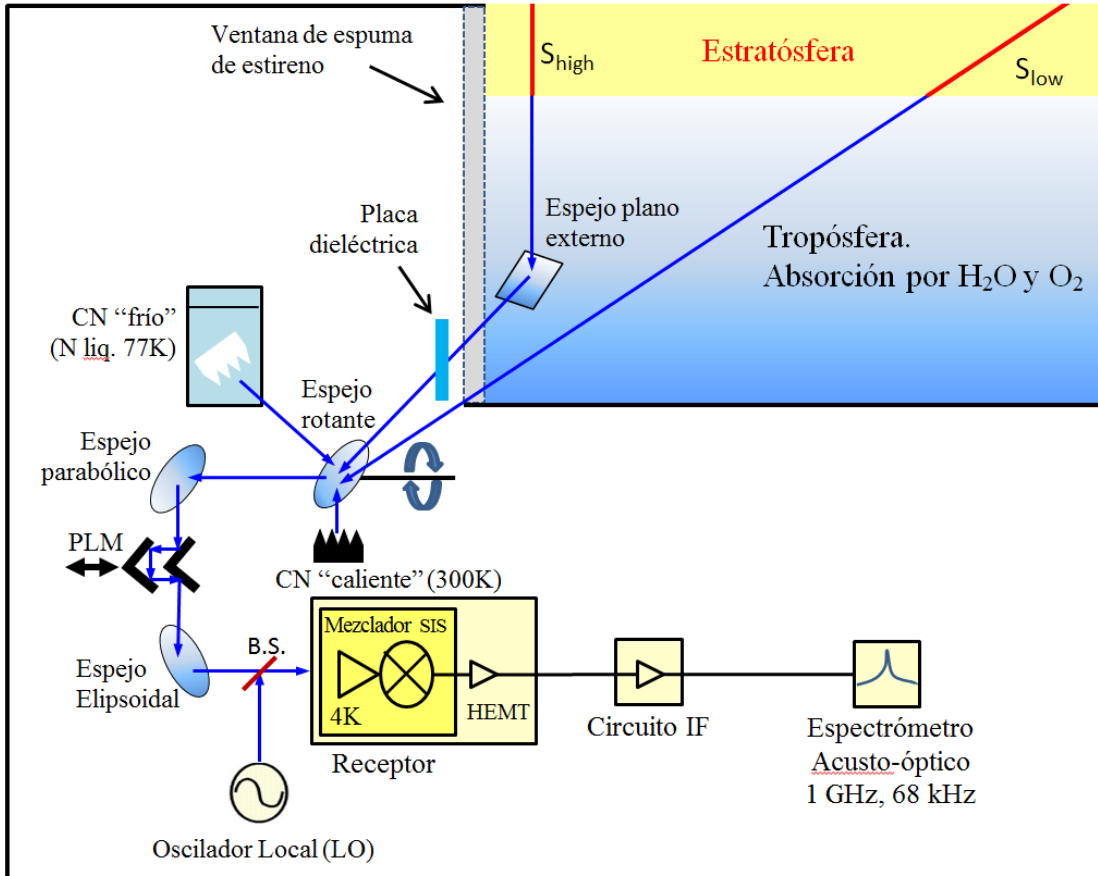 Ventana de espuma
de estireno
S_high
Estratósfera
S_low
Placa
dieléctrica
Espejo plano
externo
Tropósfera.
Absorción por H₂O y O₂
CN “frío”
(N liq. 77K)
Espejo
rotante
Espejo
parabólico
PLM
CN “caliente” (300K)
Espejo
Elipsoidal
B.S.
Mezclador SIS
4K
HEMT
Receptor
Circuito IF
Espectrómetro
Acusto-óptico
1 GHz, 68 kHz
Oscilador Local (LO)